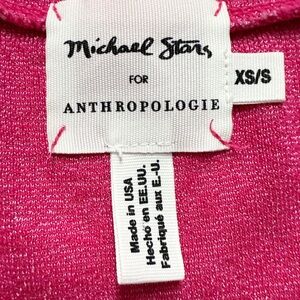 Michael Stars
FOR
ANTHROPOLOGIE
XS/S
Made in USA
Hecho en EE.UU.
Fabriqué aux E.-U.